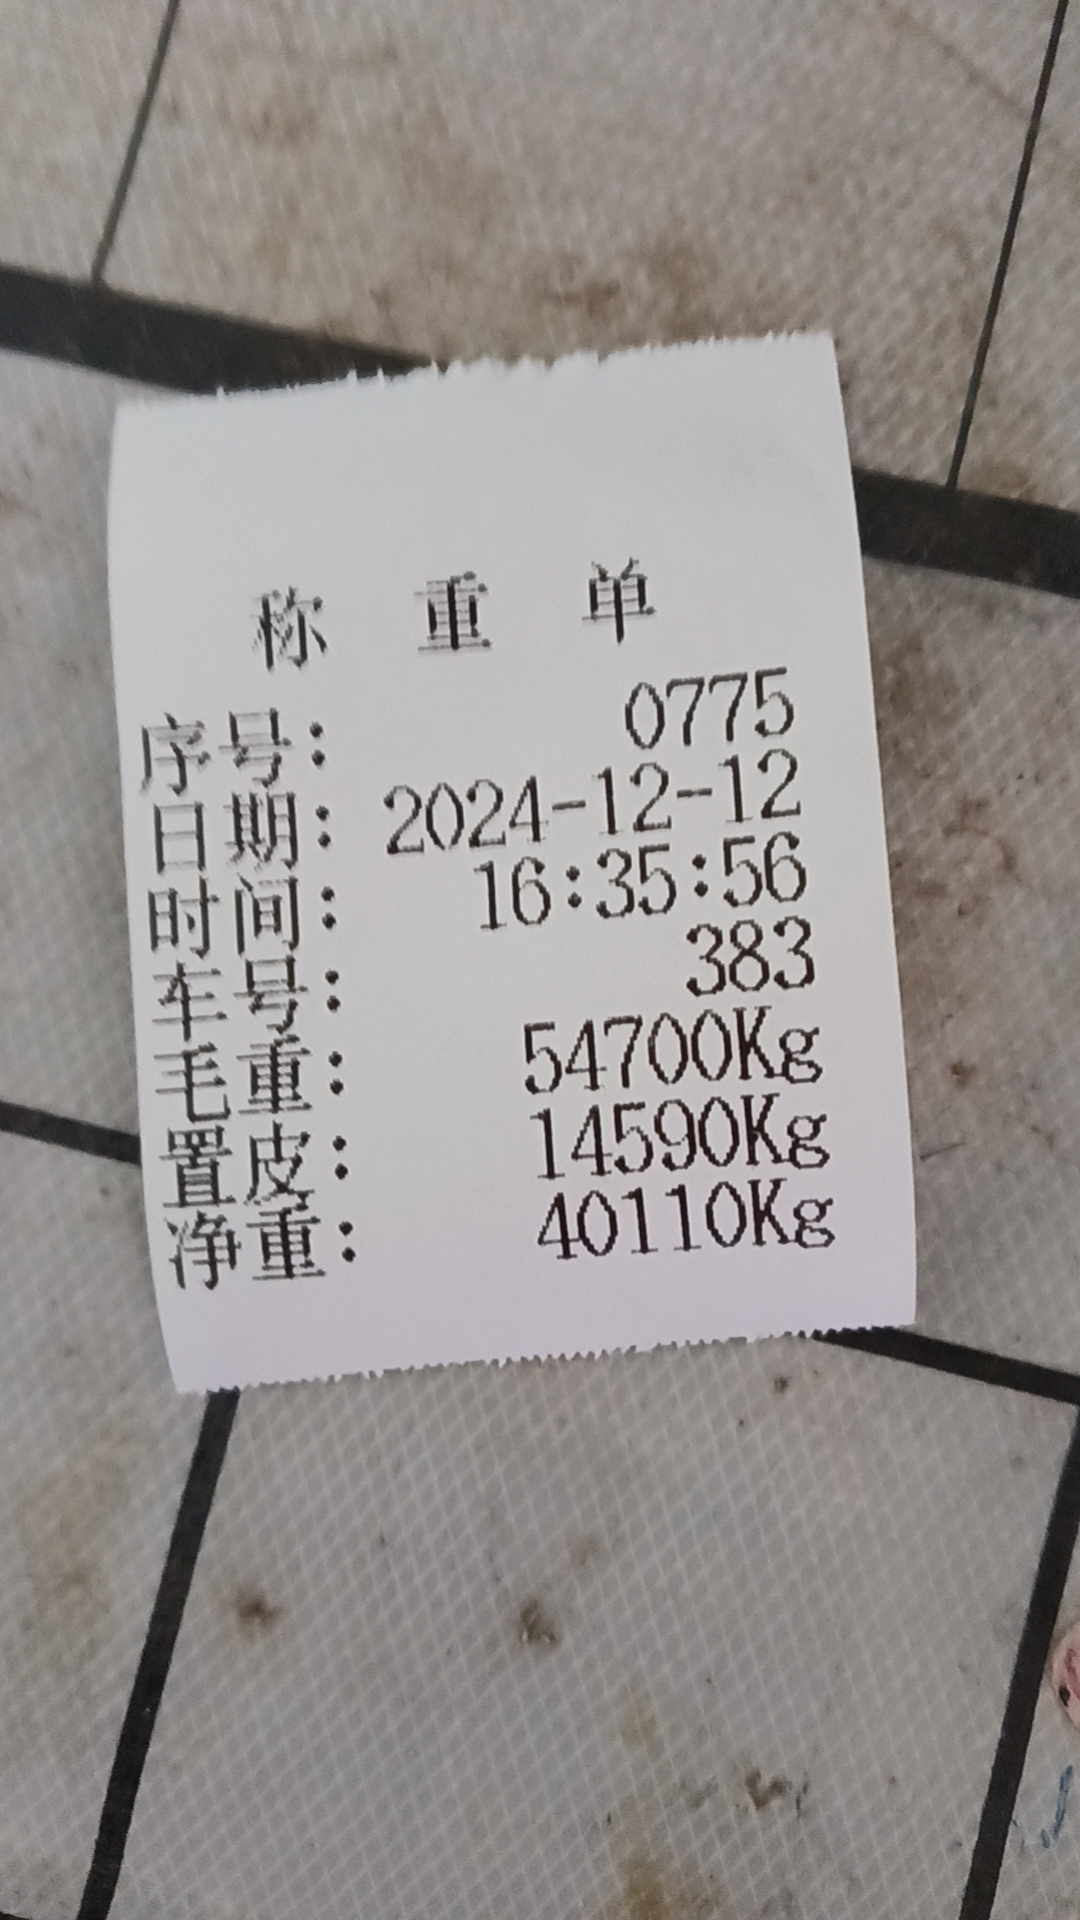 称 重 单
序号: 0775
日期: 2024-12-12
时间: 16:35:56
车号: 383
毛重: 54700Kg
置皮: 14590Kg
净重: 40110Kg